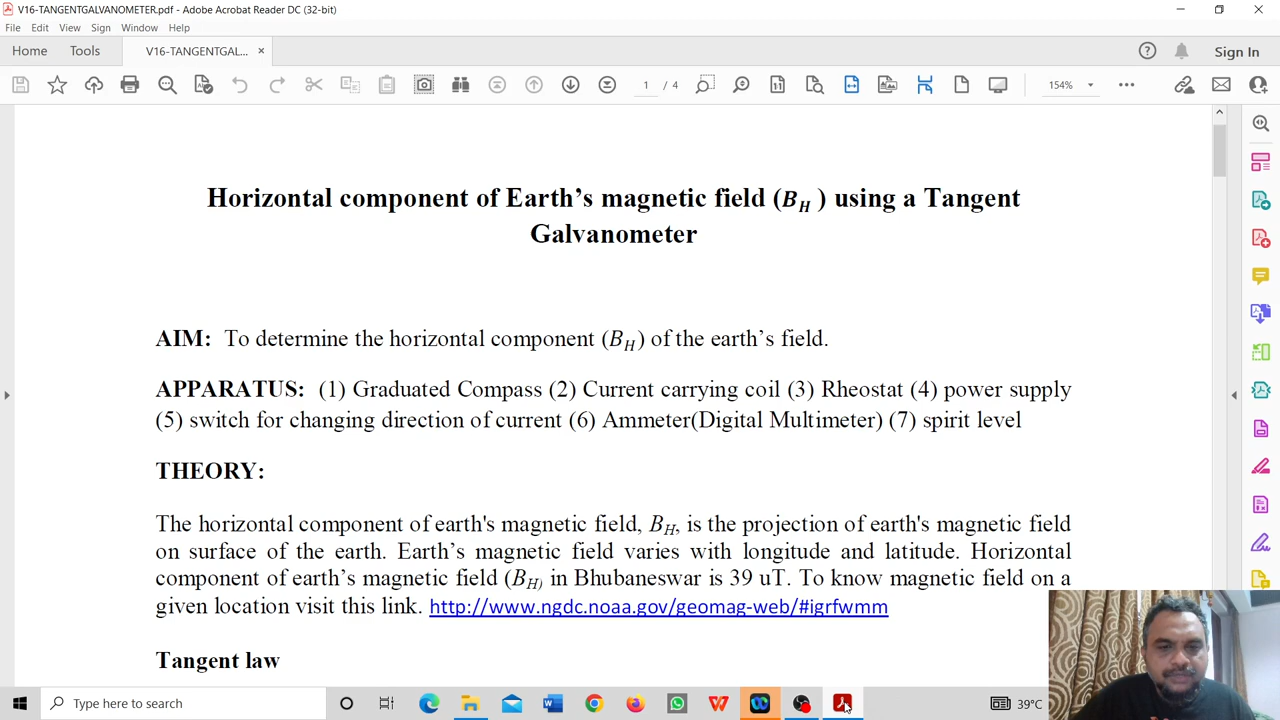 V16-TANGENTGALVANOMETER.pdf - Adobe Acrobat Reader DC (32-bit)
File Edit View Sign Window Help
Home Tools V16-TANGENTGAL... × Sign In
1 / 4 154%
Horizontal component of Earth's magnetic field (B_H ) using a Tangent
Galvanometer
AIM: To determine the horizontal component (B_H) of the earth's field.
APPARATUS: (1) Graduated Compass (2) Current carrying coil (3) Rheostat (4) power supply
(5) switch for changing direction of current (6) Ammeter(Digital Multimeter) (7) spirit level
THEORY:
The horizontal component of earth's magnetic field, B_H, is the projection of earth's magnetic field
on surface of the earth. Earth's magnetic field varies with longitude and latitude. Horizontal
component of earth's magnetic field (B_H) in Bhubaneswar is 39 uT. To know magnetic field on a
given location visit this link. http://www.ngdc.noaa.gov/geomag-web/#igrfwmm
Tangent law
Type here to search 39°C